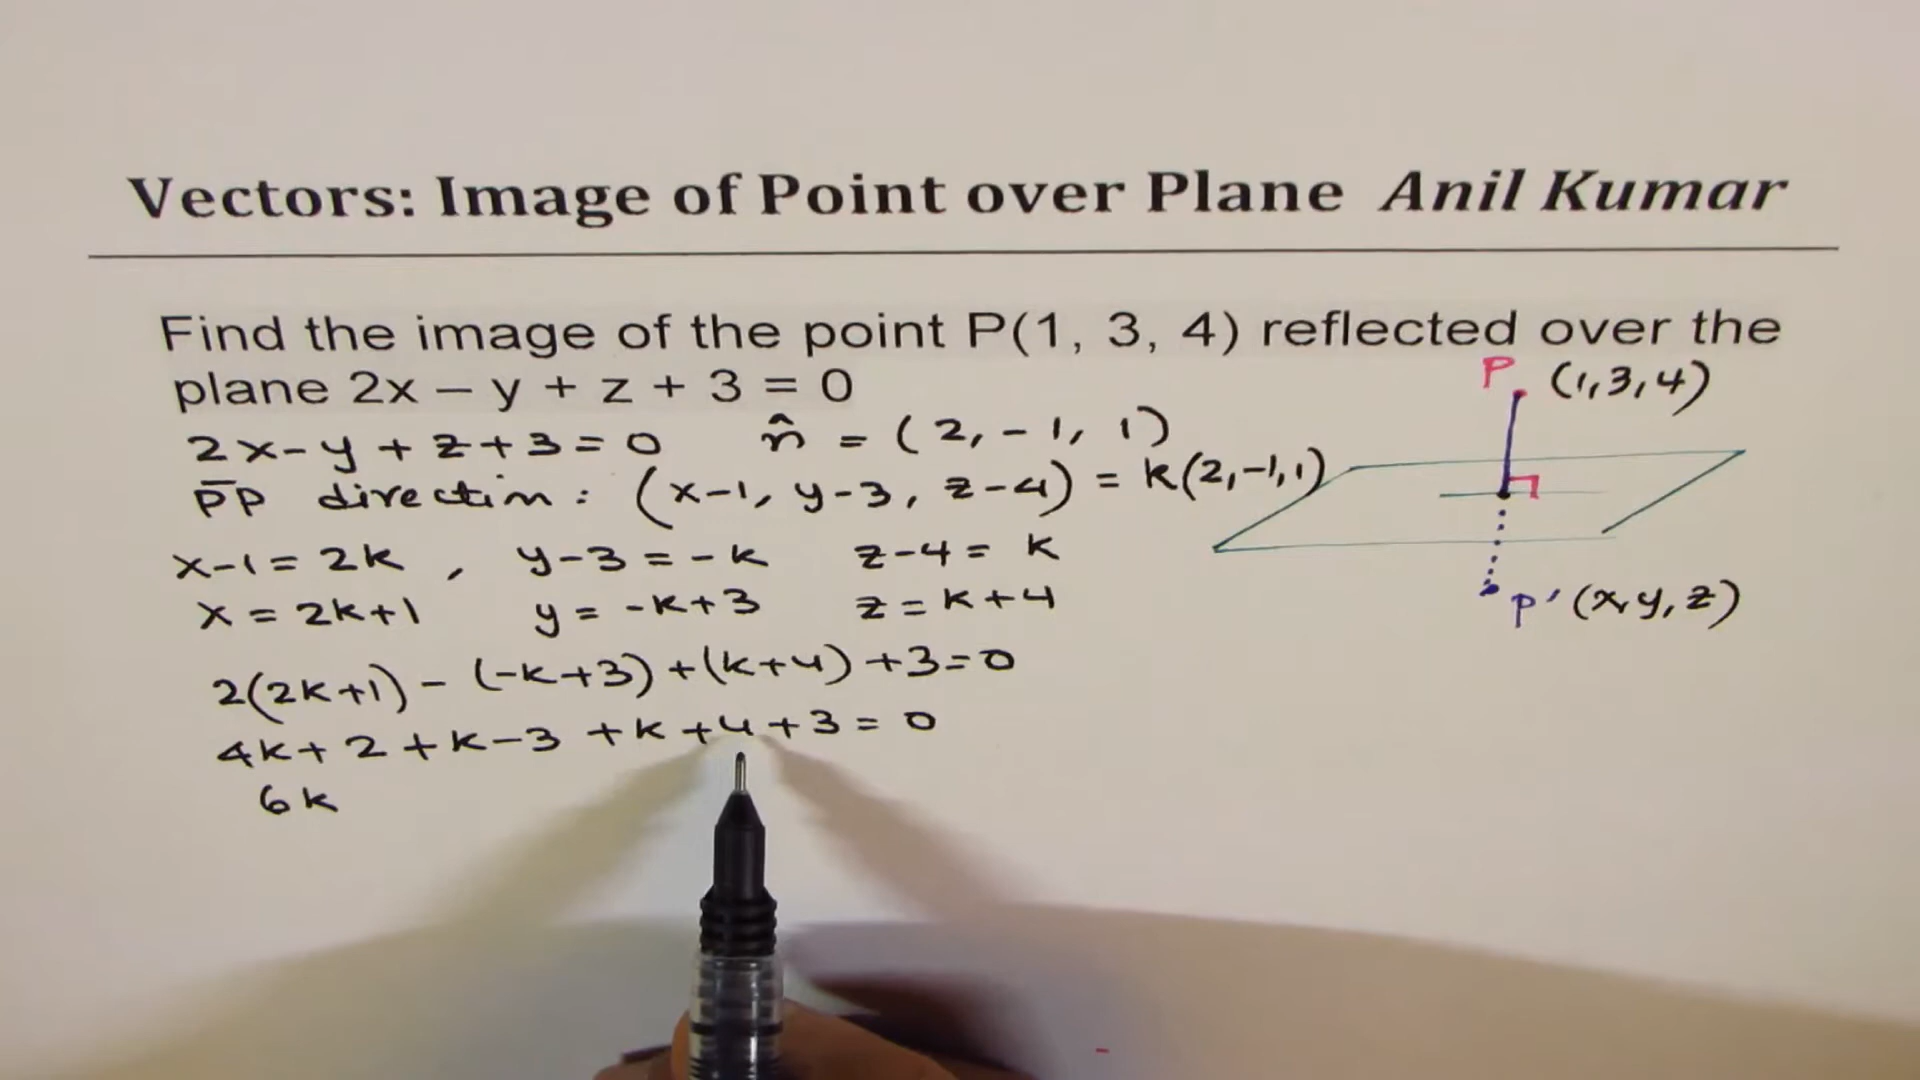 Vectors: Image of Point over Plane Anil Kumar
Find the image of the point P(1, 3, 4) reflected over the
plane 2x – y + z + 3 = 0
2x-y+z+3=0 n̂ = (2, -1, 1)
P̄P direction: (x-1, y-3, z-4) = k(2,-1,1)
x-1=2k, y-3=-k z-4= k
x = 2k+1 y = -k+3 z=k+4
2(2k+1)- (-k+3)+(k+4)+3=0
4k+2+k-3+k+4+3= 0
6k
P (1,3,4)
P' (x,y,z)